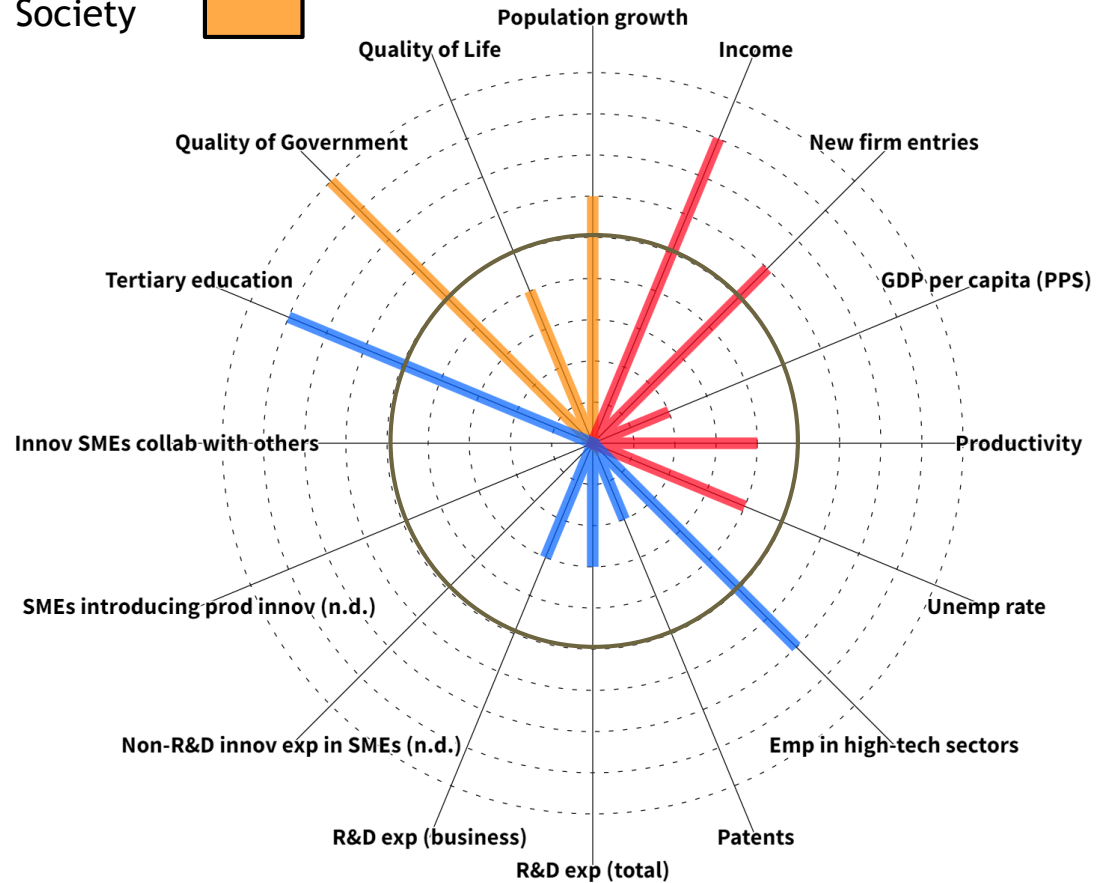 Society
Population growth
Quality of Life
Income
Quality of Government
New firm entries
Tertiary education
GDP per capita (PPS)
Innov SMEs collab with others
Productivity
SMEs introducing prod innov (n.d.)
Unemp rate
Non-R&D innov exp in SMEs (n.d.)
Emp in high-tech sectors
R&D exp (business)
Patents
R&D exp (total)